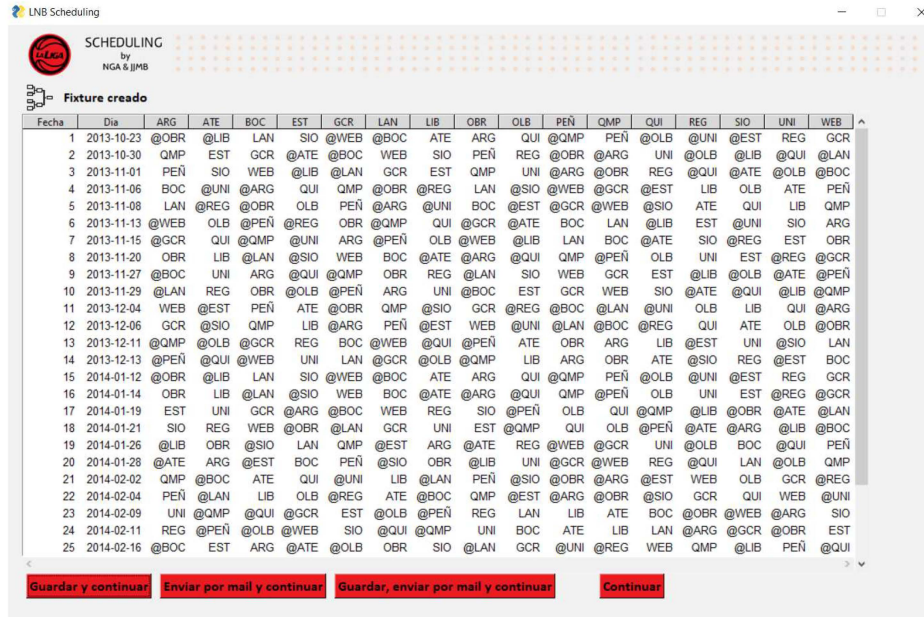 LNB Scheduling
LaLIGA
SCHEDULING
by
NGA & JJMB
Fixture creado
Fecha Dia ARG ATE BOC EST GCR LAN LIB OBR OLB PEÑ QMP QUI REG SIO UNI WEB
1 2013-10-23 @OBR @LIB LAN SIO @WEB @BOC ATE ARG QUI @QMP PEÑ @OLB @UNI @EST REG GCR
2 2013-10-30 QMP EST GCR @ATE @BOC WEB SIO PEÑ REG @OBR @ARG UNI @OLB @LIB @QUI @LAN
3 2013-11-01 PEÑ SIO WEB @LIB @LAN GCR EST QMP UNI @ARG @OBR REG @QUI @ATE @OLB @BOC
4 2013-11-06 BOC @UNI @ARG QUI QMP @OBR @REG LAN @SIO @WEB @GCR @EST LIB OLB ATE PEÑ
5 2013-11-08 LAN @REG @OBR OLB PEÑ @ARG @UNI BOC @EST @GCR @WEB @SIO ATE QUI LIB QMP
6 2013-11-13 @WEB OLB @PEÑ @REG OBR @QMP QUI @GCR @ATE BOC LAN @LIB EST @UNI SIO ARG
7 2013-11-15 @GCR QUI @QMP @UNI ARG @PEÑ OLB @WEB @LIB LAN BOC @ATE SIO @REG EST OBR
8 2013-11-20 OBR LIB @LAN @SIO WEB BOC @ATE @ARG @QUI QMP @PEÑ OLB UNI EST @REG @GCR
9 2013-11-27 @BOC UNI ARG @QUI @QMP OBR REG @LAN SIO WEB GCR EST @LIB @OLB @ATE @PEÑ
10 2013-11-29 @LAN REG OBR @OLB @PEÑ ARG UNI @BOC EST GCR WEB SIO @ATE @QUI @LIB @QMP
11 2013-12-04 WEB @EST PEÑ ATE @OBR QMP @SIO GCR @REG @BOC @LAN @UNI OLB LIB QUI @ARG
12 2013-12-06 GCR @SIO QMP LIB @ARG PEÑ @EST WEB @UNI @LAN @BOC @REG QUI ATE OLB @OBR
13 2013-12-11 @QMP @OLB @GCR REG BOC @WEB @QUI @PEÑ ATE OBR ARG LIB @EST UNI @SIO LAN
14 2013-12-13 @PEÑ @QUI @WEB UNI LAN @GCR @OLB @QMP LIB ARG OBR ATE @SIO REG @EST BOC
15 2014-01-12 @OBR @LIB LAN SIO @WEB @BOC ATE ARG QUI @QMP PEÑ @OLB @UNI @EST REG GCR
16 2014-01-14 OBR LIB @LAN @SIO WEB BOC @ATE @ARG @QUI QMP @PEÑ OLB UNI EST @REG @GCR
17 2014-01-19 EST UNI GCR @ARG @BOC WEB REG SIO @PEÑ OLB QUI @QMP @LIB @OBR @ATE @LAN
18 2014-01-21 SIO REG WEB @OBR @LAN GCR UNI EST @QMP QUI OLB @PEÑ @ATE @ARG @LIB @BOC
19 2014-01-26 @LIB OBR @SIO LAN QMP @EST ARG @ATE REG @WEB @GCR UNI @OLB BOC @QUI PEÑ
20 2014-01-28 @ATE ARG @EST BOC PEÑ @SIO OBR @LIB UNI @GCR @WEB REG @QUI LAN @OLB QMP
21 2014-02-02 QMP @BOC ATE QUI @UNI LIB @LAN PEÑ @SIO @OBR @ARG @EST WEB OLB GCR @REG
22 2014-02-04 PEÑ @LAN LIB OLB @REG ATE @BOC QMP @EST @ARG @OBR @SIO GCR QUI WEB @UNI
23 2014-02-09 UNI @QMP @QUI @GCR EST @OLB @PEÑ REG LAN LIB ATE BOC @OBR @WEB @ARG SIO
24 2014-02-11 REG @PEÑ @OLB @WEB SIO @QUI @QMP UNI BOC ATE LIB LAN @ARG @GCR @OBR EST
25 2014-02-16 @BOC EST ARG @ATE @OLB OBR SIO @LAN GCR @UNI @REG WEB QMP @LIB PEÑ @QUI
Guardar y continuar Enviar por mail y continuar Guardar, enviar por mail y continuar Continuar